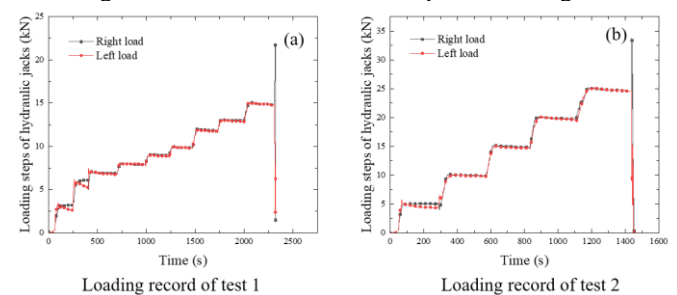 (a)
Right load
Left load
Loading steps of hydraulic jacks (kN)
25
20
15
10
5
0
0 500 1000 1500 2000 2500
Time (s)
Loading record of test 1
(b)
Right load
Left load
Loading steps of hydraulic jacks (kN)
35
30
25
20
15
10
5
0
0 200 400 600 800 1000 1200 1400 1600
Time (s)
Loading record of test 2